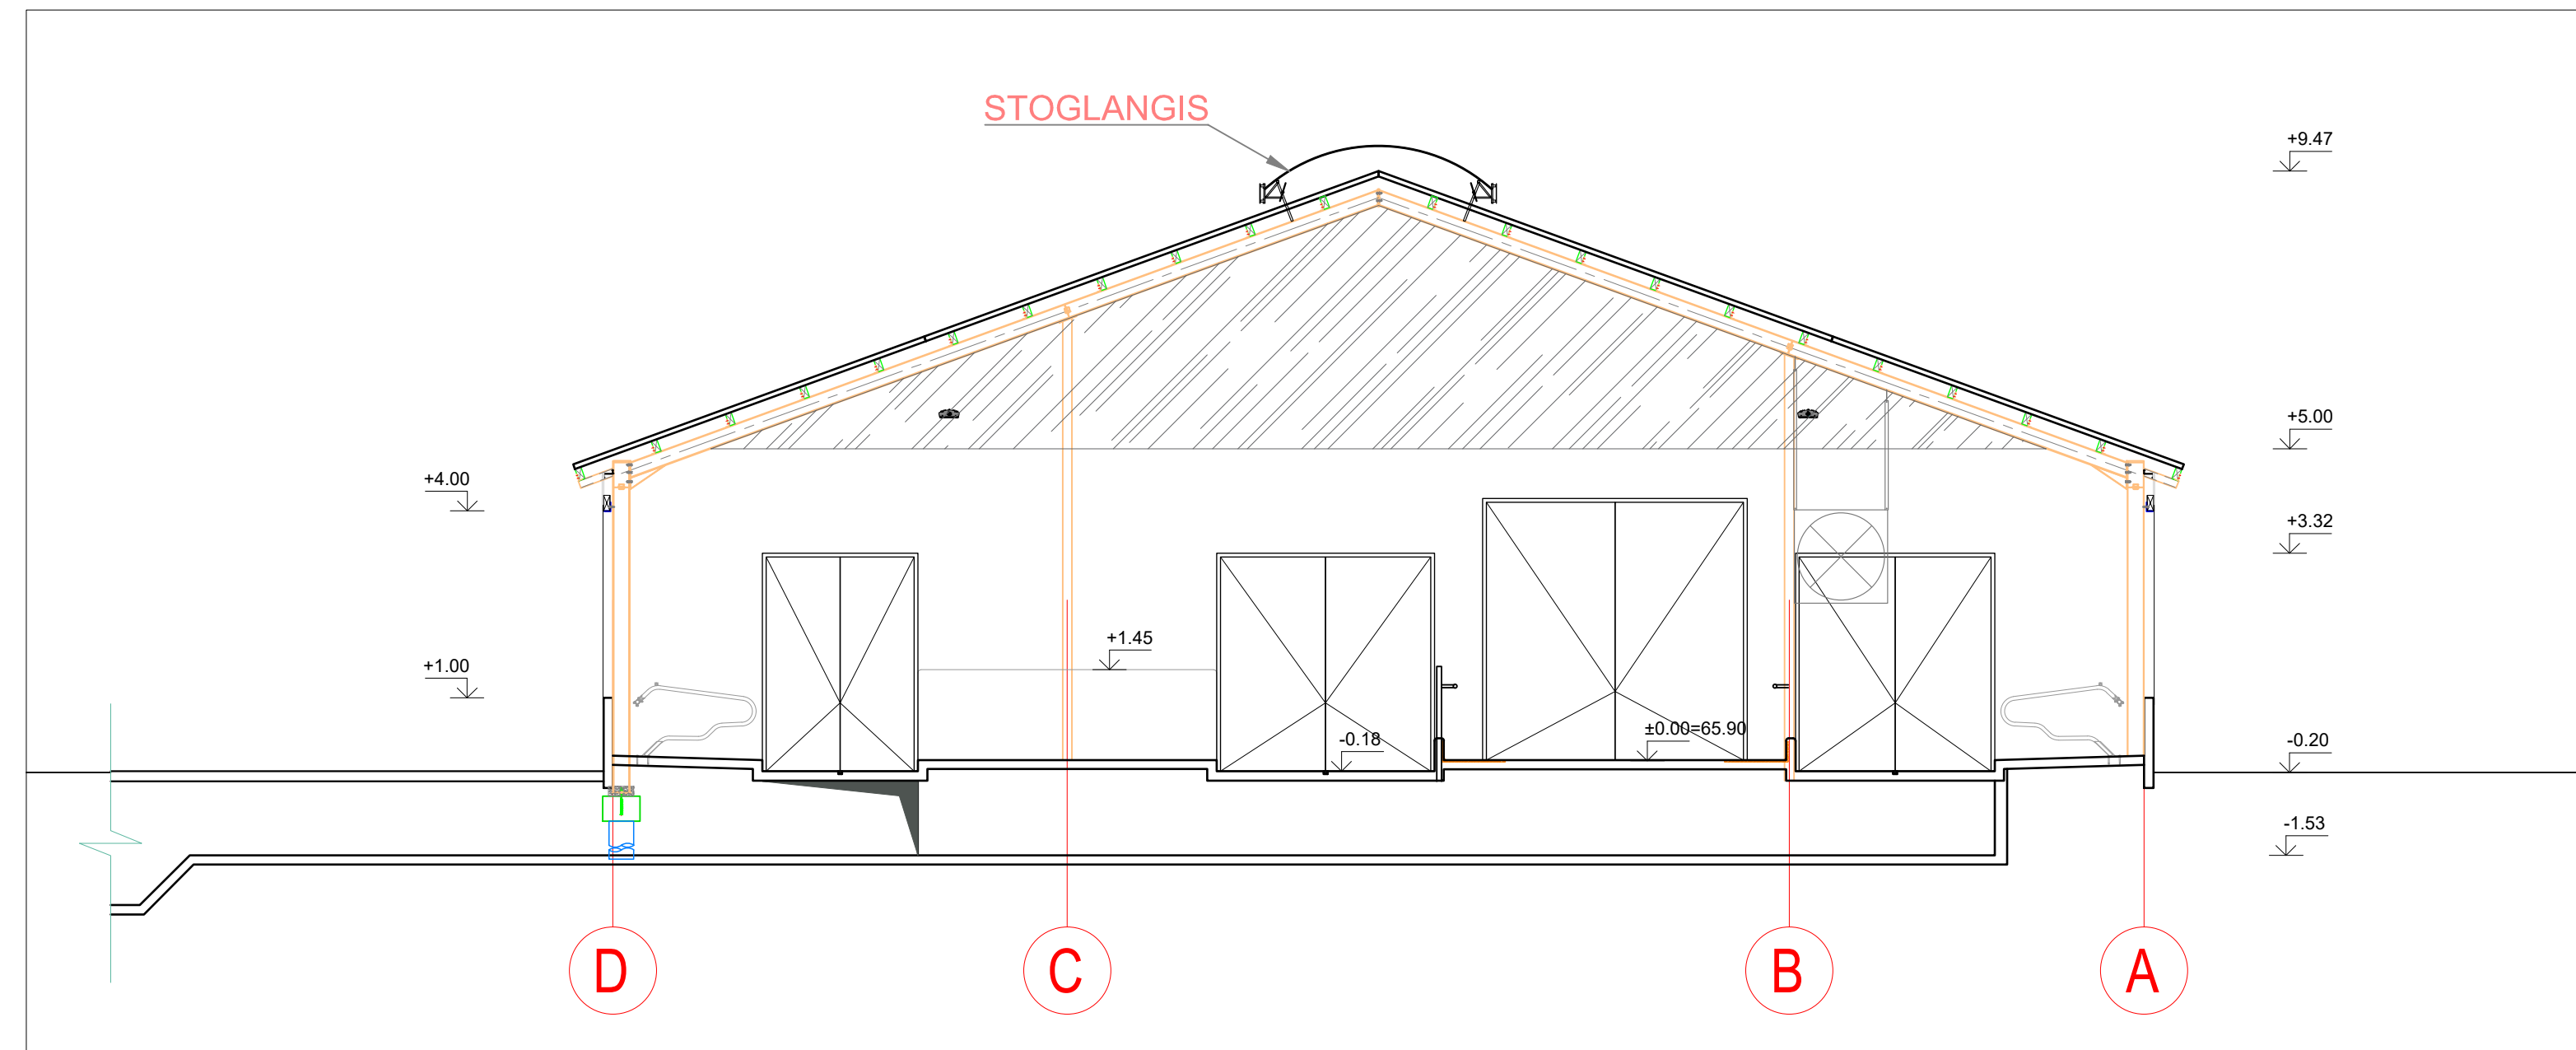 STOGLANGIS
+9.47
+5.00
+4.00
+3.32
+1.45
+1.00
±0.00=65.90
-0.18
-0.20
-1.53
D
C
B
A